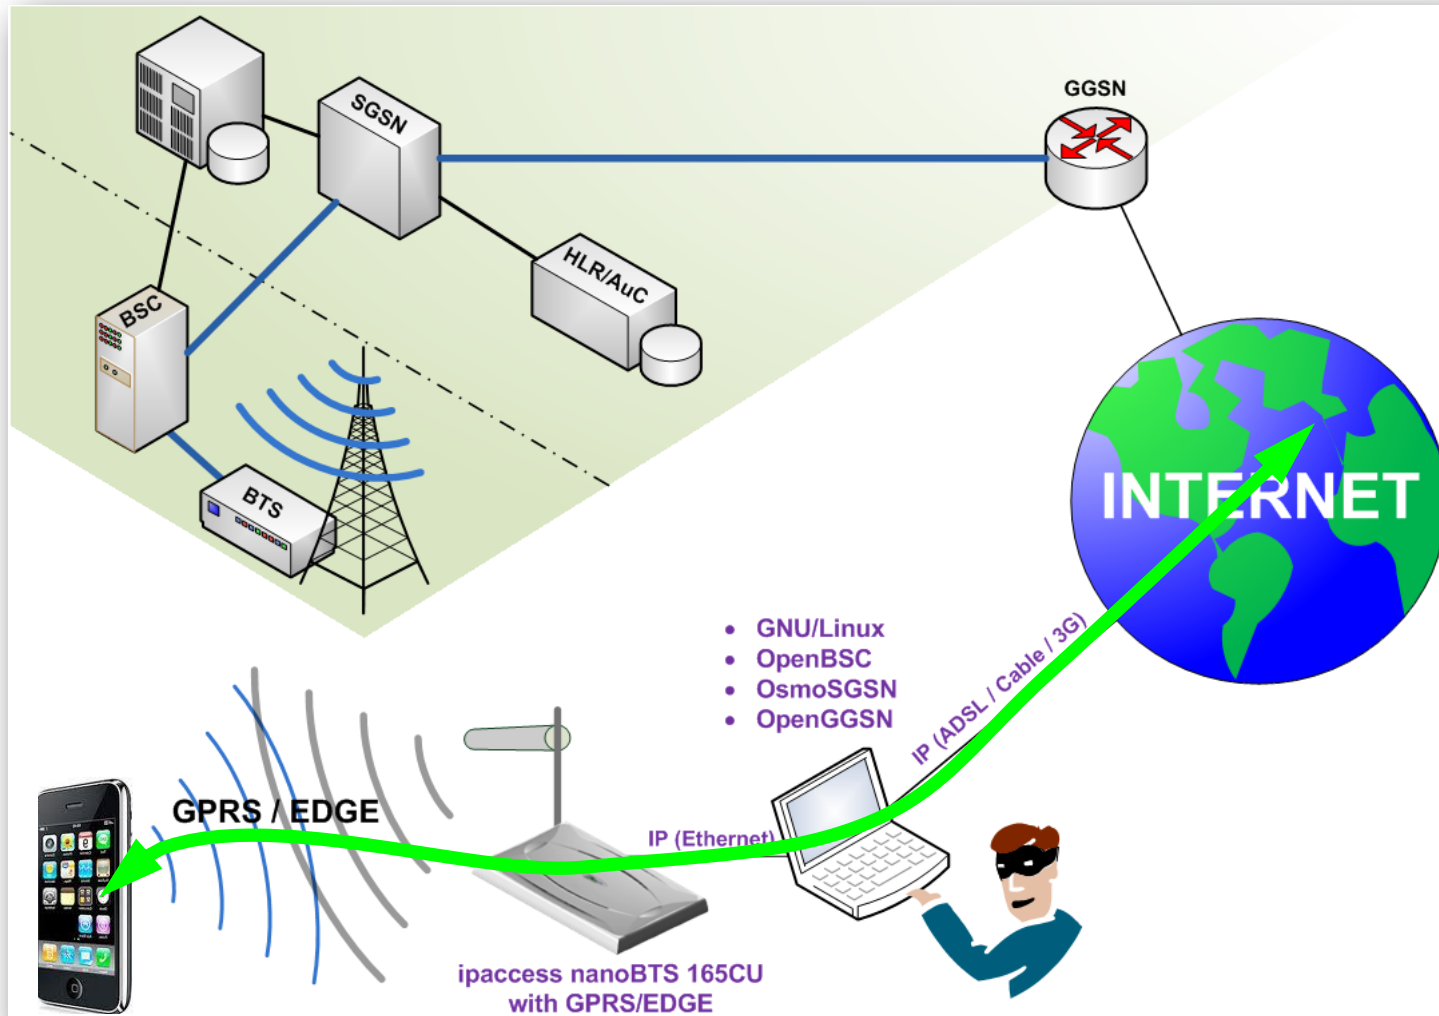 SGSN
GGSN
HLR/AuC
BSC
BTS
INTERNET
• GNU/Linux
• OpenBSC
• OsmoSGSN
• OpenGGSN
IP (ADSL / Cable / 3G)
GPRS / EDGE
IP (Ethernet)
ipaccess nanoBTS 165CU
with GPRS/EDGE